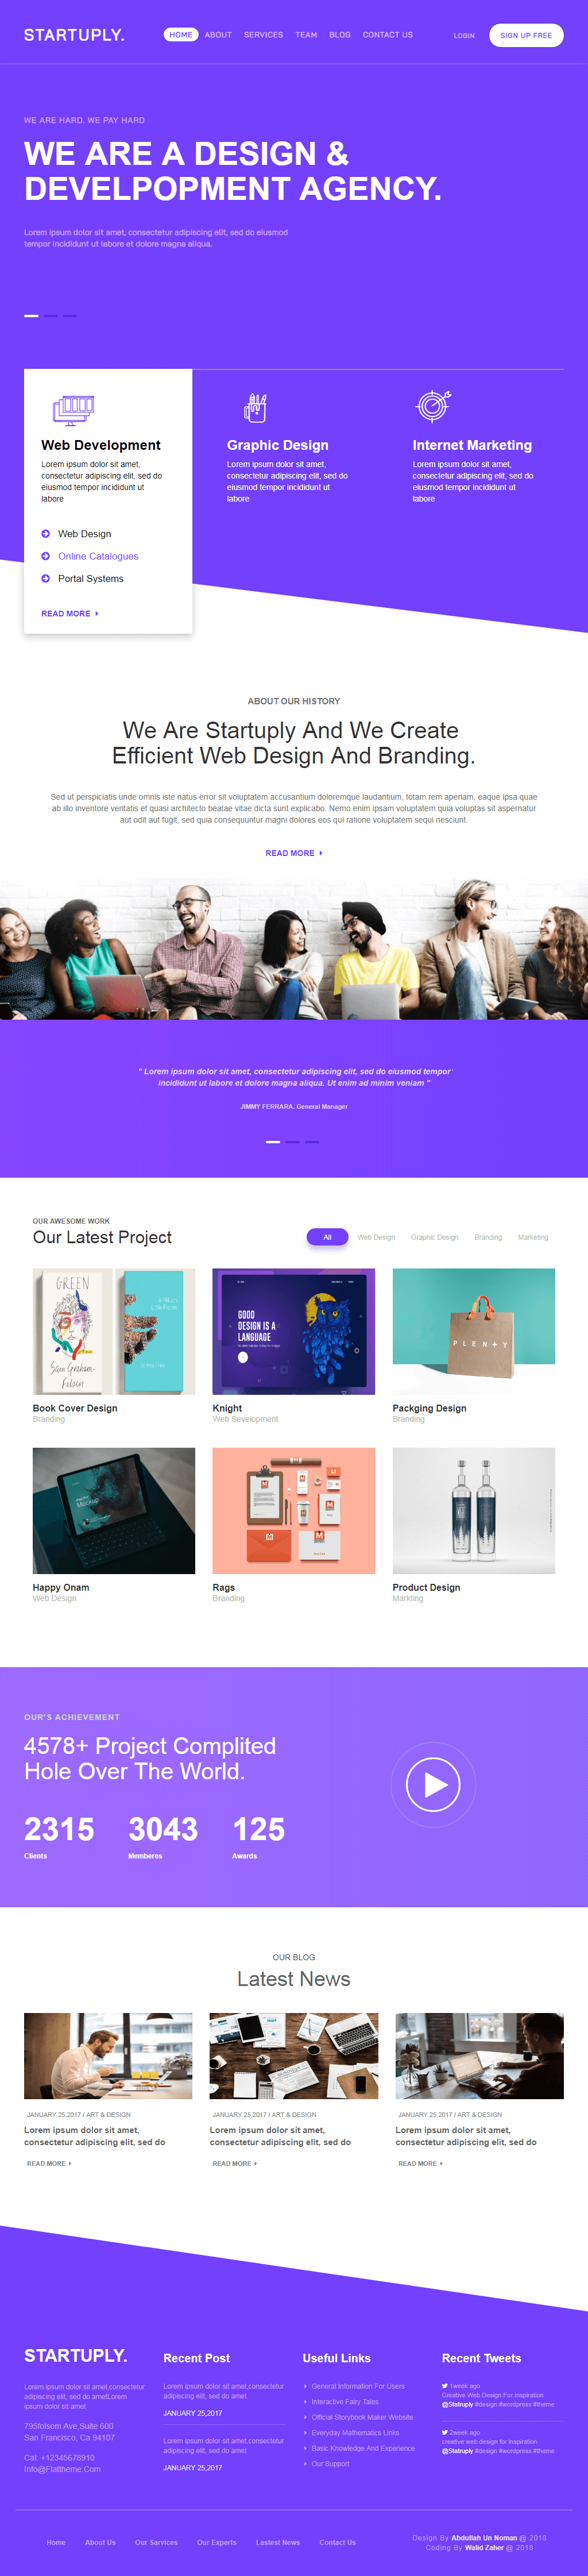 STARTUPLY.
HOME
ABOUT
SERVICES
TEAM
BLOG
CONTACT US
LOGIN
SIGN UP FREE
WE ARE HARD. WE PAY HARD
WE ARE A DESIGN &
DEVELPOPMENT AGENCY.
Lorem ipsum dolor sit amet, consectetur adipiscing elit, sed do eiusmod
tempor incididunt ut labore et dolore magna aliqua.
Web Development
Lorem ipsum dolor sit amet,
consectetur adipiscing elit, sed do
eiusmod tempor incididunt ut
labore
Web Design
Online Catalogues
Portal Systems
READ MORE
Graphic Design
Lorem ipsum dolor sit amet,
consectetur adipiscing elit, sed do
eiusmod tempor incididunt ut
labore
Internet Marketing
Lorem ipsum dolor sit amet,
consectetur adipiscing elit, sed do
eiusmod tempor incididunt ut
labore
ABOUT OUR HISTORY
We Are Startuply And We Create
Efficient Web Design And Branding.
Sed ut perspiciatis unde omnis iste natus error sit voluptatem accusantium doloremque laudantium, totam rem aperiam, eaque ipsa quae
ab illo inventore veritatis et quasi architecto beatae vitae dicta sunt explicabo. Nemo enim ipsam voluptatem quia voluptas sit aspernatur
aut odit aut fugit, sed quia consequuntur magni dolores eos qui ratione voluptatem sequi nesciunt.
READ MORE
" Lorem ipsum dolor sit amet, consectetur adipiscing elit, sed do eiusmod tempor
incididunt ut labore et dolore magna aliqua. Ut enim ad minim veniam "
JIMMY FERRARA. General Manager
OUR AWESOME WORK
Our Latest Project
All
Web Design
Graphic Design
Branding
Marketing
GREEN
Sam Graham-
Felsen
GOOD
DESIGN IS A
LANGUAGE
PLENTY
Book Cover Design
Branding
Knight
Web Sevelopment
Packging Design
Branding
Mockup
Happy Onam
Web Design
Rags
Branding
Product Design
Markting
OUR'S ACHIEVEMENT
4578+ Project Complited
Hole Over The World.
2315
Clients
3043
Memberes
125
Awards
OUR BLOG
Latest News
JANUARY 25,2017 / ART & DESIGN
Lorem ipsum dolor sit amet,
consectetur adipiscing elit, sed do
READ MORE
JANUARY 25,2017 / ART & DESIGN
Lorem ipsum dolor sit amet,
consectetur adipiscing elit, sed do
READ MORE
JANUARY 25,2017 / ART & DESIGN
Lorem ipsum dolor sit amet,
consectetur adipiscing elit, sed do
READ MORE
STARTUPLY.
Lorem ipsum dolor sit amet,consectetur
adipiscing elit, sed do ametLorem
ipsum dolor sit amet
795folsom Ave,Suite 600
San Francisco, Ca 94107
Cal: +12345678910
Info@Flattheme.Com
Recent Post
Lorem ipsum dolor sit amet,consectetur
adipiscing elit, sed do amet
JANUARY 25,2017
Lorem ipsum dolor sit amet,consectetur
adipiscing elit, sed do amet
JANUARY 25,2017
Useful Links
General Information For Users
Interactive Fairy Tales
Official Storybook Maker Website
Everyday Mathematics Links
Basic Knowledge And Experience
Our Support
Recent Tweets
1week ago
Creative Web Design For Inspiration
@Statruply #design #wordpress #theme
2week ago
creative web design for inspiration
@Statruply #design #wordpress #theme
Home
About Us
Our Sarvices
Our Experts
Lastest News
Contact Us
Design By Abdullah Un Noman @ 2018
Coding By Walid Zaher @ 2018